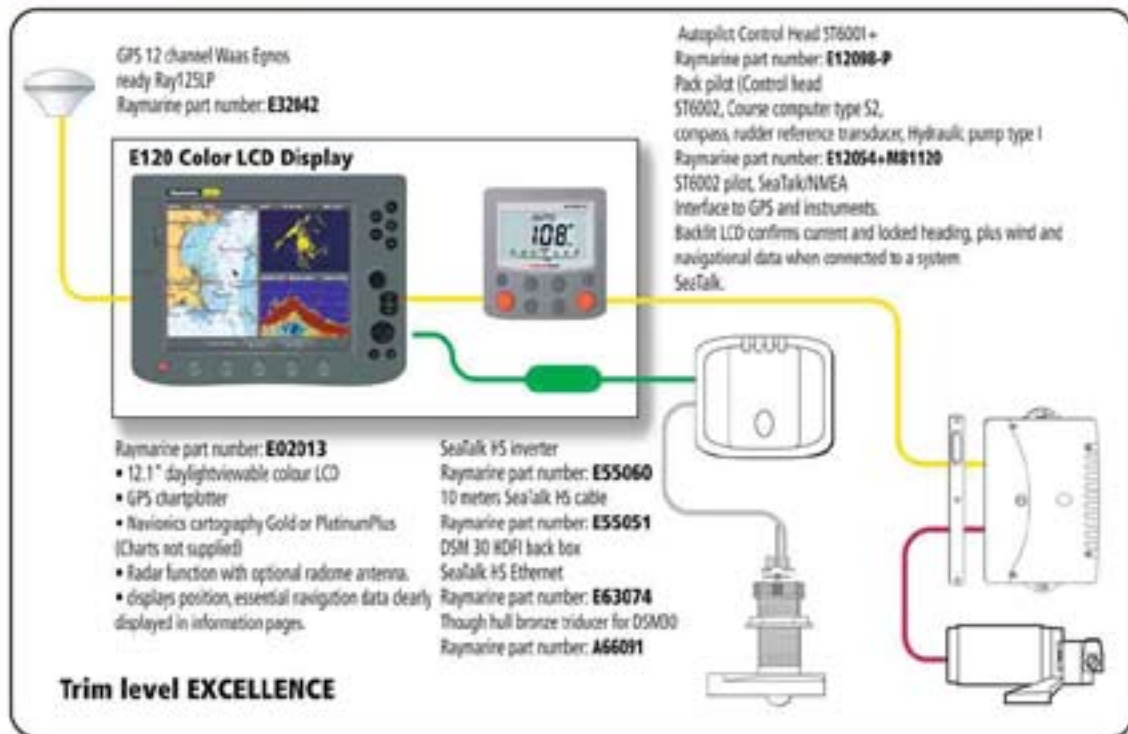 GPS 12 channel Waas Egnos
ready Ray125LP
Raymarine part number: E32042
Autopilot Control Head ST6001+
Raymarine part number: E12098-P
Pack pilot (Control head
ST6002, Course computer type S2,
compass, rudder reference transducer, Hydraulic pump type 1
Raymarine part number: E12054+M81120
ST6002 pilot, SeaTalk/NMEA
Interface to GPS and instruments.
Backlit LCD confirms current and locked heading, plus wind and
navigational data when connected to a system
SeaTalk.
E120 Color LCD Display
AUTO
108°
Raymarine part number: E02013
• 12.1" daylightviewable colour LCD
• GPS chartplotter
• Navionics cartography Gold or PlatinumPlus
(Charts not supplied)
• Radar function with optional radome antenna.
• displays position, essential navigation data clearly
displayed in information pages.
SeaTalk HS inverter
Raymarine part number: E55060
10 meters SeaTalk HS cable
Raymarine part number: E55051
DSM 30 HDFI back box
SeaTalk HS Ethernet
Raymarine part number: E63074
Though hull bronze triducer for DSM30
Raymarine part number: A66091
Trim level EXCELLENCE